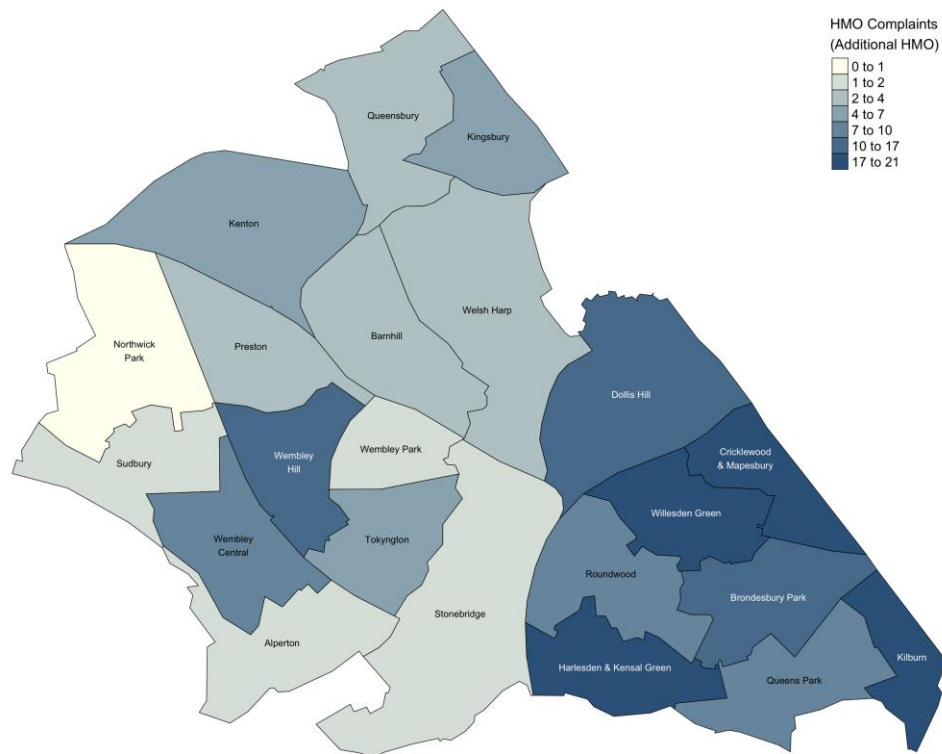 HMO Complaints
(Additional HMO)
0 to 1
1 to 2
2 to 4
4 to 7
7 to 10
10 to 17
17 to 21
Queensbury
Kingsbury
Kenton
Welsh Harp
Barnhill
Northwick
Park
Preston
Dollis Hill
Wembley Park
Cricklewood
& Mapesbury
Wembley
Hill
Sudbury
Willesden Green
Wembley
Central
Tokyngton
Roundwood
Brondesbury Park
Stonebridge
Alperton
Kilburn
Harlesden & Kensal Green
Queens Park